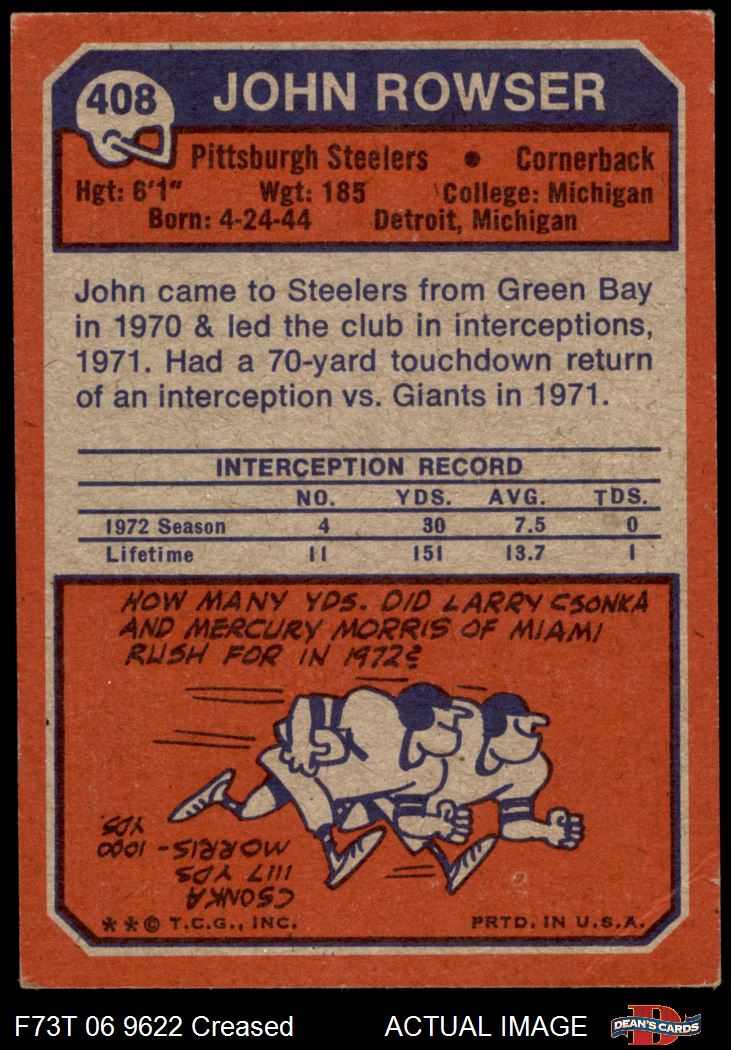 408
JOHN ROWSER
Pittsburgh Steelers • Cornerback
Hgt: 6'1" Wgt: 185 College: Michigan
Born: 4-24-44 Detroit, Michigan
John came to Steelers from Green Bay
in 1970 & led the club in interceptions,
1971. Had a 70-yard touchdown return
of an interception vs. Giants in 1971.
INTERCEPTION RECORD
NO. YDS. AVG. TDS.
1972 Season 4 30 7.5 0
Lifetime 11 151 13.7 1
HOW MANY YDS. DID LARRY CSONKA
AND MERCURY MORRIS OF MIAMI
RUSH FOR IN 1972?
CSONKA
1117 YDS
MORRIS- 1000
YDS.
* * © T.C.G., INC. PRTD. IN U.S.A.
F73T 06 9622 Creased ACTUAL IMAGE
D
DEAN'S CARDS